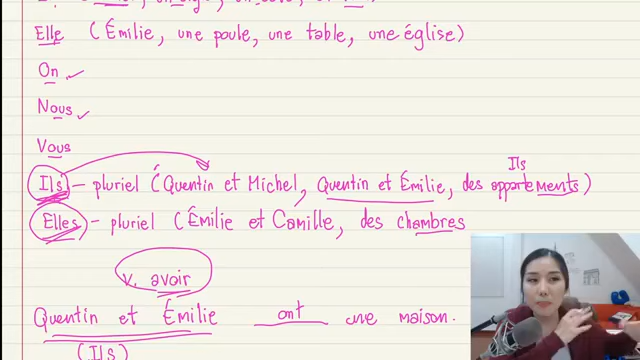 Elle (Émilie, une poule, une table, une église)
On
Nous
Vous
Ils
Ils - pluriel (Quentin et Michel, Quentin et Émilie, des appartements)
Elles - pluriel (Émilie et Camille, des chambres
v. avoir
Quentin et Émilie ont une maison.
(Ils)